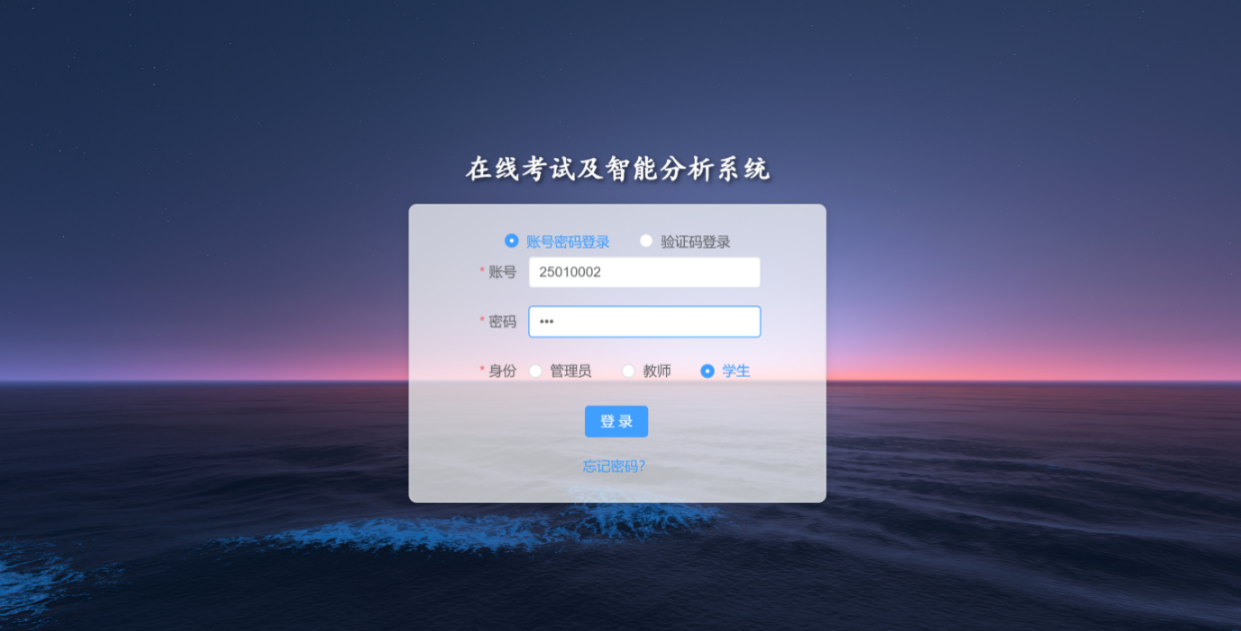 在线考试及智能分析系统
账号密码登录 验证码登录
* 账号 25010002
* 密码 •••
* 身份 管理员 教师 学生
登 录
忘记密码?